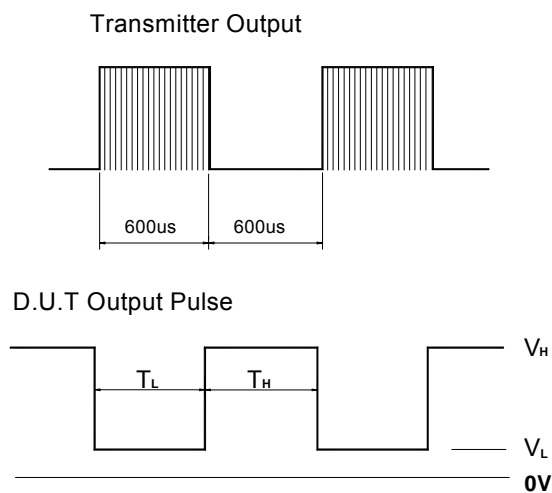 Transmitter Output
600us 600us
D.U.T Output Pulse
VH
TL TH
VL
0V